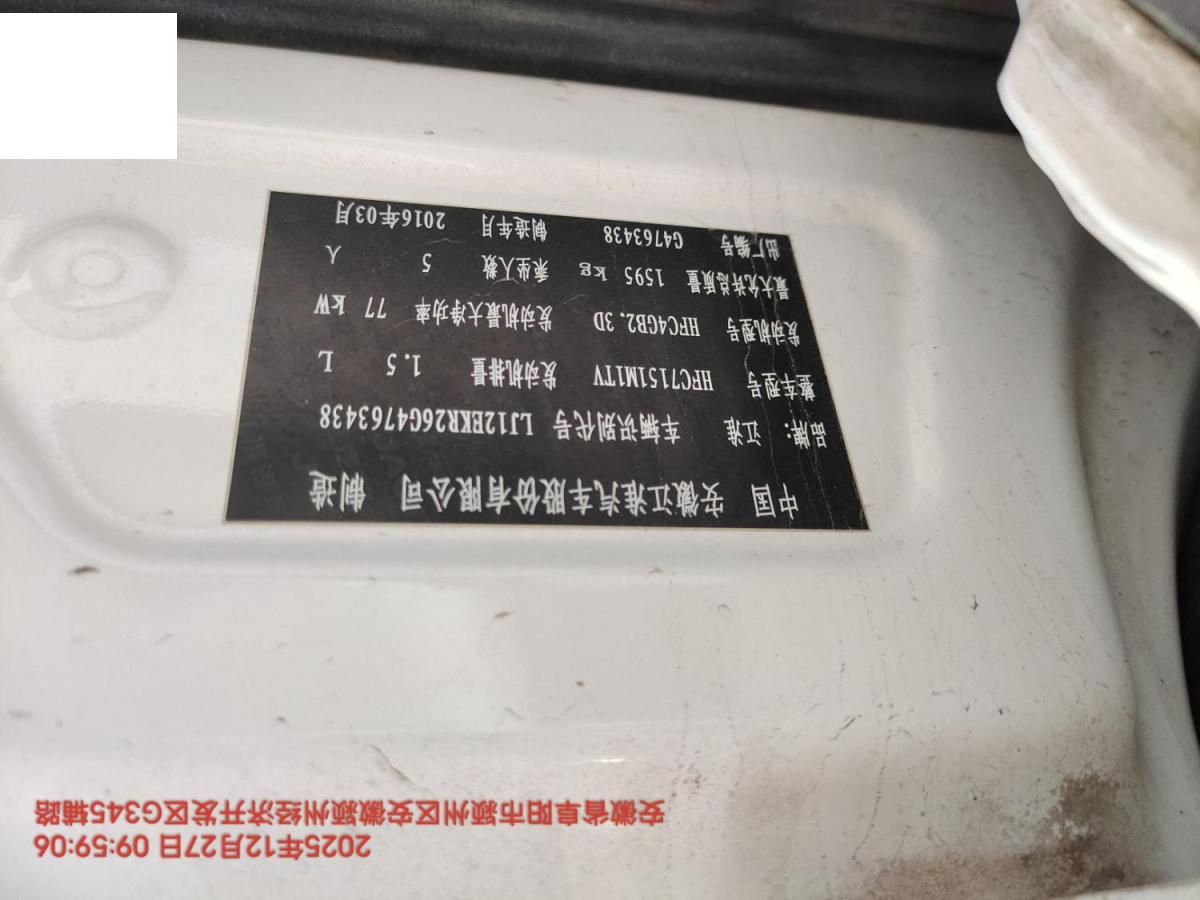 2025年12月27日 09:59:06
安徽省阜阳市颍州区安徽颍州经济开发区G345辅路
中国 安徽江淮汽车股份有限公司 制造
品牌: 江淮 车辆识别代号 LJ12EKR26G4763438
整车型号 HFC7151M1TV 发动机排量 1.5 L
发动机型号 HFC4GB2.3D 发动机最大净功率 77 kW
最大允许总质量 1595 kg 乘坐人数 5 人
出厂编号 G4763438 制造年月 2016年03月